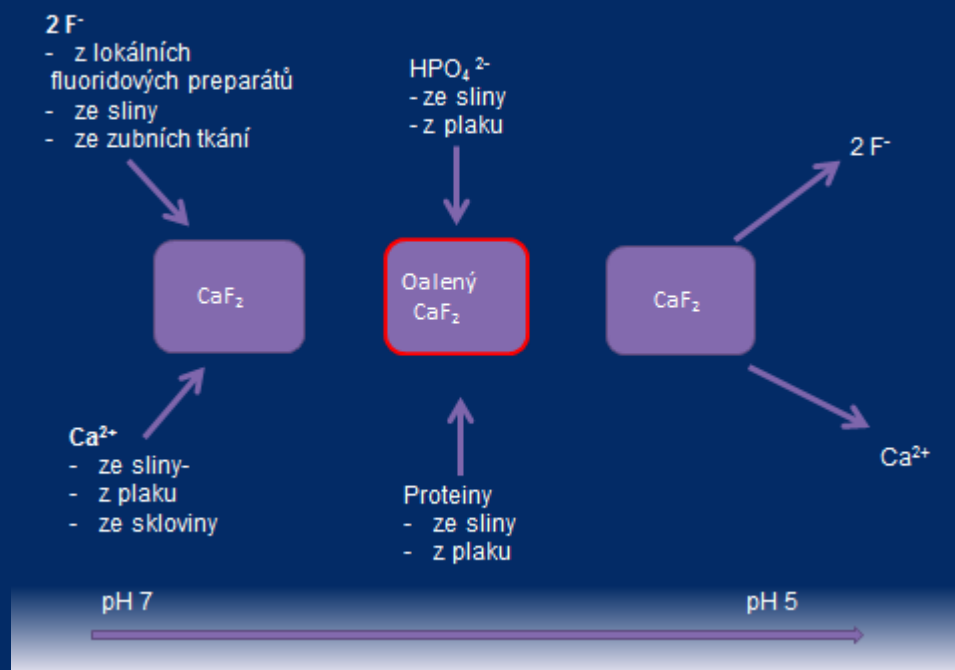 2 F⁻
- z lokálních
fluoridových preparátů
- ze sliny
- ze zubních tkání
HPO₄ ²⁻
- ze sliny
- z plaku
2 F⁻
CaF₂
Oalený
CaF₂
CaF₂
Ca²⁺
- ze sliny-
- z plaku
- ze skloviny
Proteiny
- ze sliny
- z plaku
Ca²⁺
pH 7
pH 5